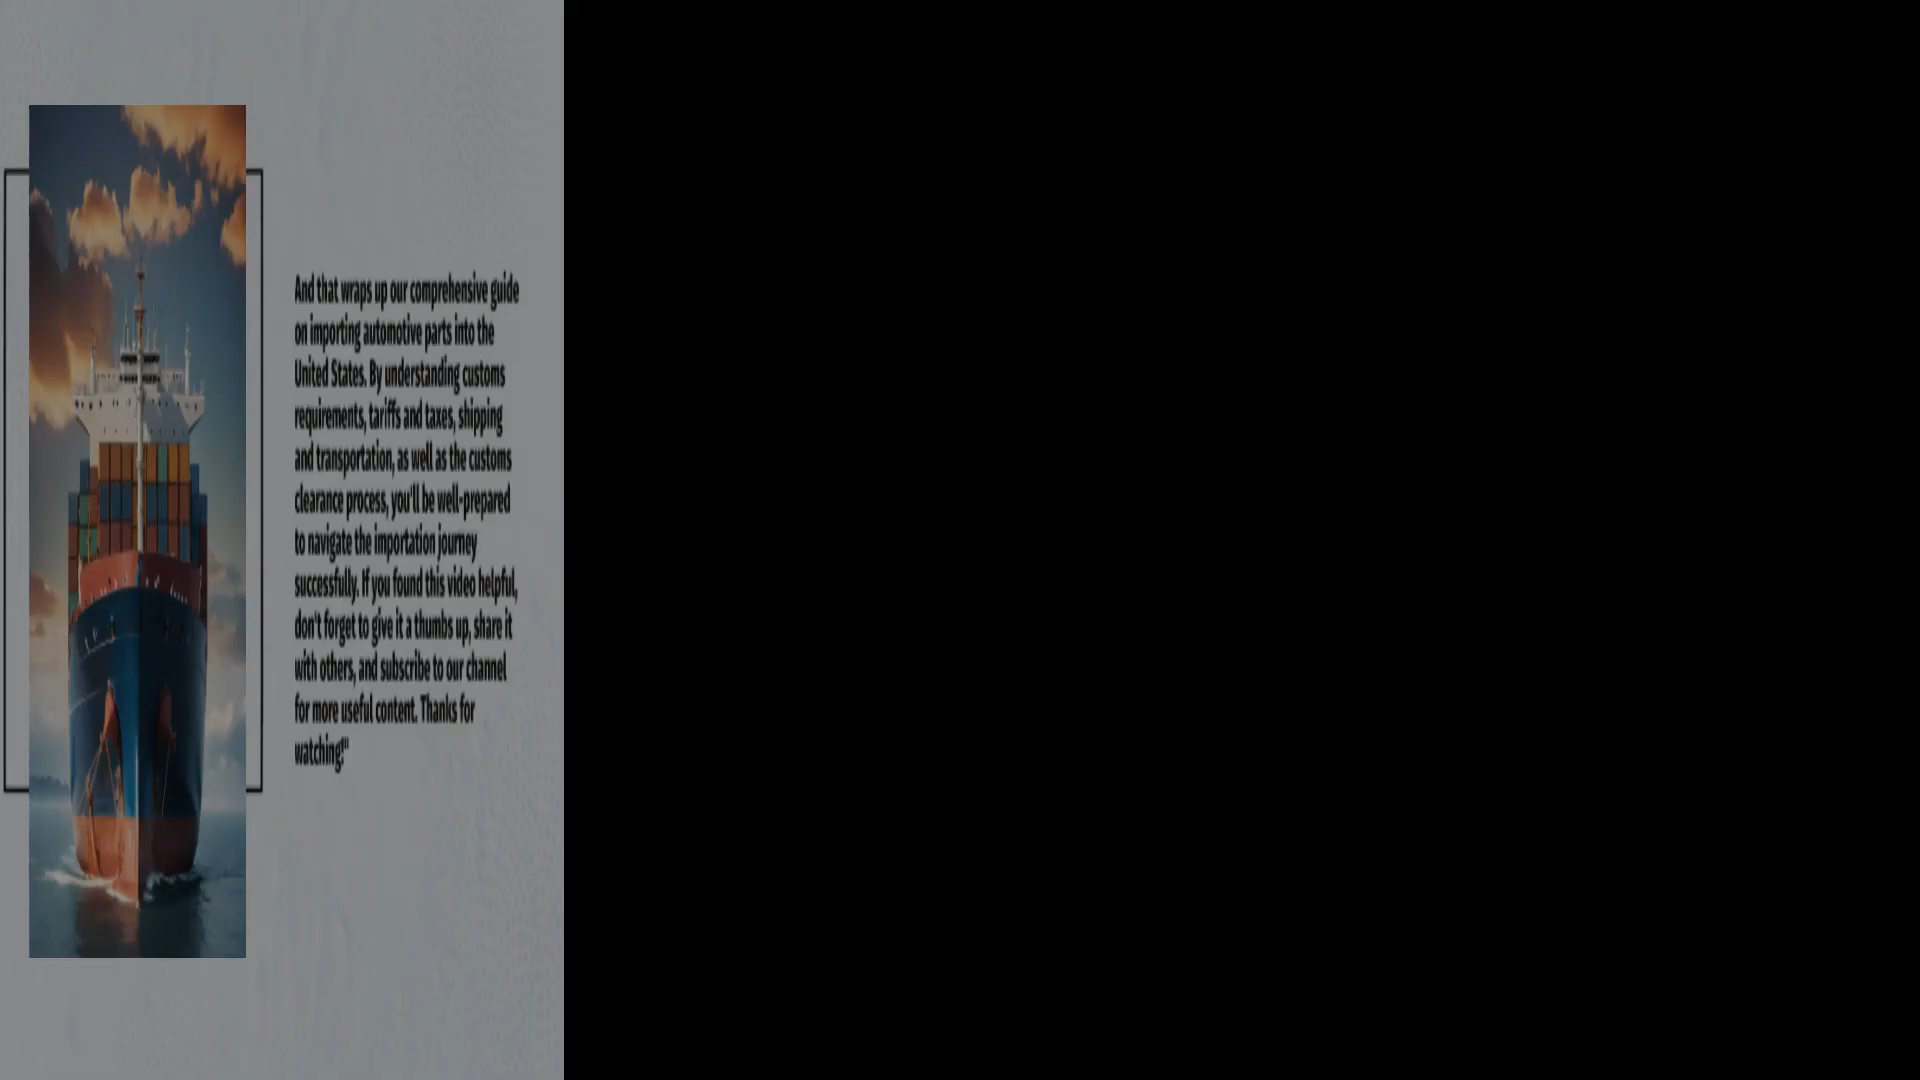 And that wraps up our comprehensive guide
on importing automotive parts into the
United States. By understanding customs
requirements, tariffs and taxes, shipping
and transportation, as well as the customs
clearance process, you'll be well-prepared
to navigate the importation journey
successfully. If you found this video helpful,
don't forget to give it a thumbs up, share it
with others, and subscribe to our channel
for more useful content. Thanks for
watching!"